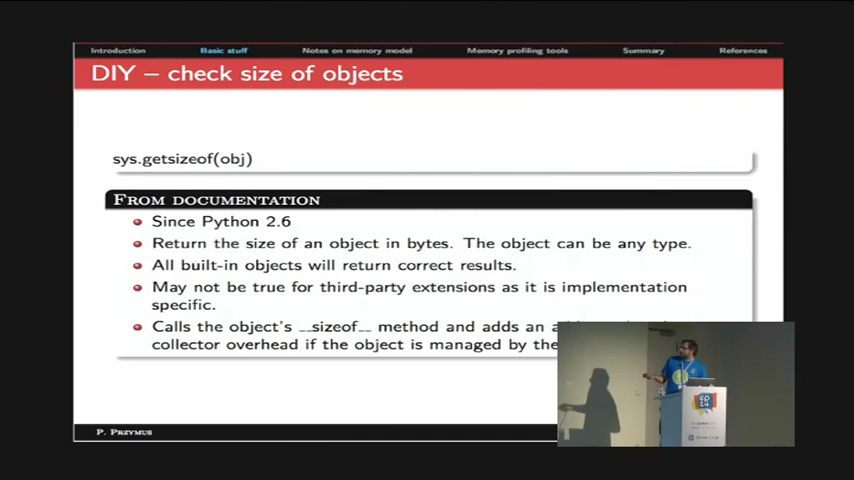 Introduction Basic stuff Notes on memory model Memory profiling tools Summary References
DIY – check size of objects
sys.getsizeof(obj)
FROM DOCUMENTATION
Since Python 2.6
Return the size of an object in bytes. The object can be any type.
All built-in objects will return correct results.
May not be true for third-party extensions as it is implementation
specific.
Calls the object's __sizeof__ method and adds an
collector overhead if the object is managed by the
P. PRZYMUS